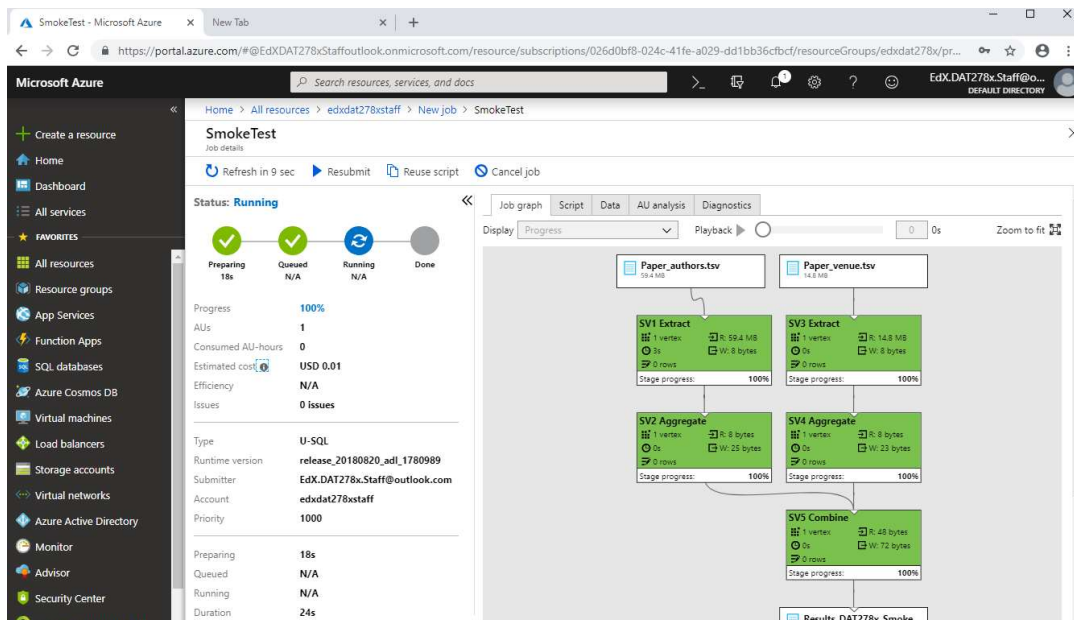 SmokeTest - Microsoft Azure
New Tab
https://portal.azure.com/#@EdXDAT278xStaffoutlook.onmicrosoft.com/resource/subscriptions/026d0bf8-024c-41fe-a029-dd1bb36cfbcf/resourceGroups/edxdat278x/pr...
Microsoft Azure
Search resources, services, and docs
1
EdX.DAT278x.Staff@o...
DEFAULT DIRECTORY
Create a resource
Home
Dashboard
All services
FAVORITES
All resources
Resource groups
App Services
Function Apps
SQL databases
Azure Cosmos DB
Virtual machines
Load balancers
Storage accounts
Virtual networks
Azure Active Directory
Monitor
Advisor
Security Center
Home > All resources > edxdat278xstaff > New job > SmokeTest
SmokeTest
Job details
Refresh in 9 sec Resubmit Reuse script Cancel job
Status: Running
Preparing Queued Running Done
18s N/A N/A
Progress 100%
AUs 1
Consumed AU-hours 0
Estimated cost USD 0.01
Efficiency N/A
Issues 0 issues
Type U-SQL
Runtime version release_20180820_adl_1780989
Submitter EdX.DAT278x.Staff@outlook.com
Account edxdat278xstaff
Priority 1000
Preparing 18s
Queued N/A
Running N/A
Duration 24s
Job graph Script Data AU analysis Diagnostics
Display Progress Playback 0 0s Zoom to fit
Paper_authors.tsv
59.4 MB
Paper_venue.tsv
14.8 MB
SV1 Extract
1 vertex R: 59.4 MB
3s W: 8 bytes
0 rows
Stage progress: 100%
SV3 Extract
1 vertex R: 14.8 MB
0s W: 8 bytes
0 rows
Stage progress: 100%
SV2 Aggregate
1 vertex R: 8 bytes
0s W: 25 bytes
0 rows
Stage progress: 100%
SV4 Aggregate
1 vertex R: 8 bytes
0s W: 23 bytes
0 rows
Stage progress: 100%
SV5 Combine
1 vertex R: 48 bytes
0s W: 72 bytes
0 rows
Stage progress: 100%
Results_DAT278x_Smoke